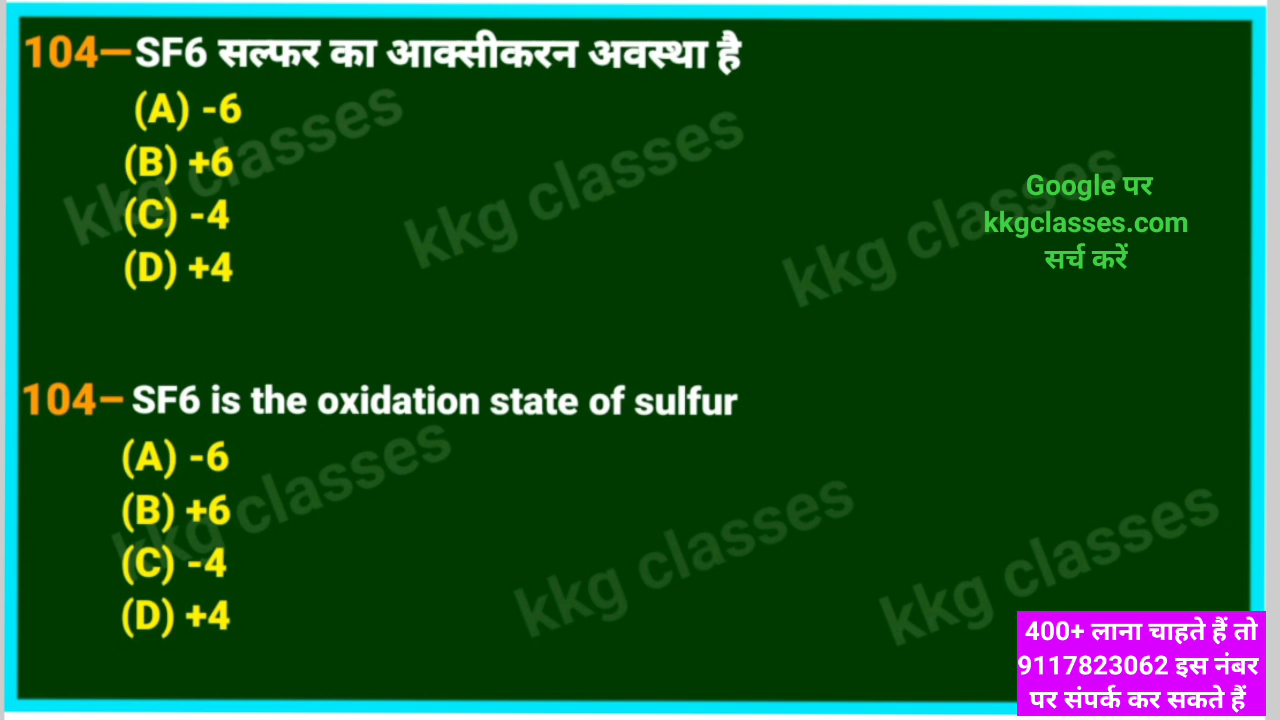 104–SF6 सल्फर का आक्सीकरन अवस्था है
(A) -6
(B) +6
(C) -4
(D) +4
Google पर
kkgclasses.com
सर्च करें
104– SF6 is the oxidation state of sulfur
(A) -6
(B) +6
(C) -4
(D) +4
400+ लाना चाहते हैं तो
9117823062 इस नंबर
पर संपर्क कर सकते हैं
kkg classes
kkg classes
kkg classes
kkg classes
kkg classes
kkg classes